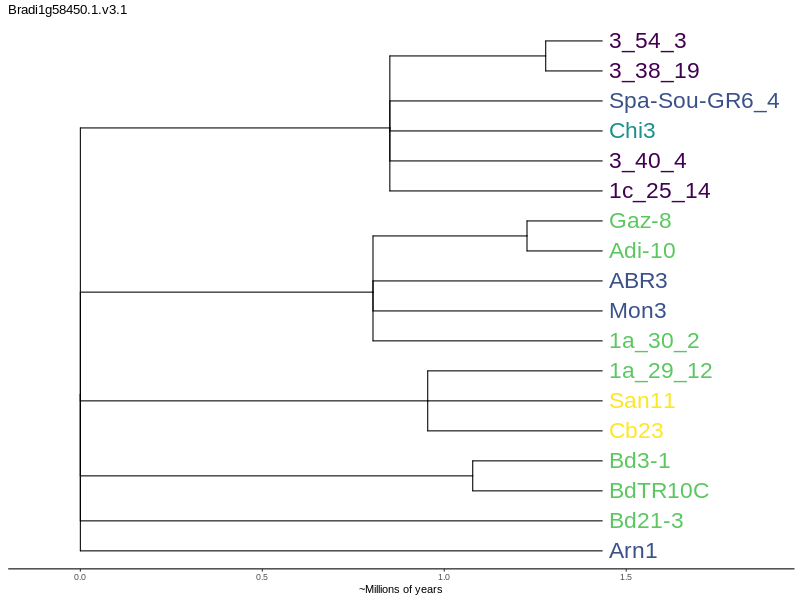 Bradi1g58450.1.v3.1
3_54_3
3_38_19
Spa-Sou-GR6_4
Chi3
3_40_4
1c_25_14
Gaz-8
Adi-10
ABR3
Mon3
1a_30_2
1a_29_12
San11
Cb23
Bd3-1
BdTR10C
Bd21-3
Arn1
0.0 0.5 1.0 1.5
~Millions of years